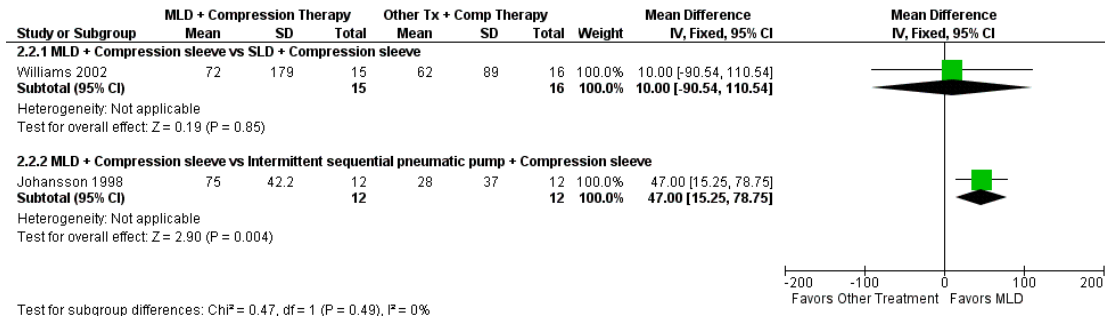 MLD + Compression Therapy Other Tx + Comp Therapy Mean Difference Mean Difference
Study or Subgroup Mean SD Total Mean SD Total Weight IV, Fixed, 95% CI IV, Fixed, 95% CI
2.2.1 MLD + Compression sleeve vs SLD + Compression sleeve
Williams 2002 72 179 15 62 89 16 100.0% 10.00 [-90.54, 110.54]
Subtotal (95% CI) 15 16 100.0% 10.00 [-90.54, 110.54]
Heterogeneity: Not applicable
Test for overall effect: Z = 0.19 (P = 0.85)
2.2.2 MLD + Compression sleeve vs Intermittent sequential pneumatic pump + Compression sleeve
Johansson 1998 75 42.2 12 28 37 12 100.0% 47.00 [15.25, 78.75]
Subtotal (95% CI) 12 12 100.0% 47.00 [15.25, 78.75]
Heterogeneity: Not applicable
Test for overall effect: Z = 2.90 (P = 0.004)
-200 -100 0 100 200
Favors Other Treatment Favors MLD
Test for subgroup differences: Chi² = 0.47, df = 1 (P = 0.49), I² = 0%